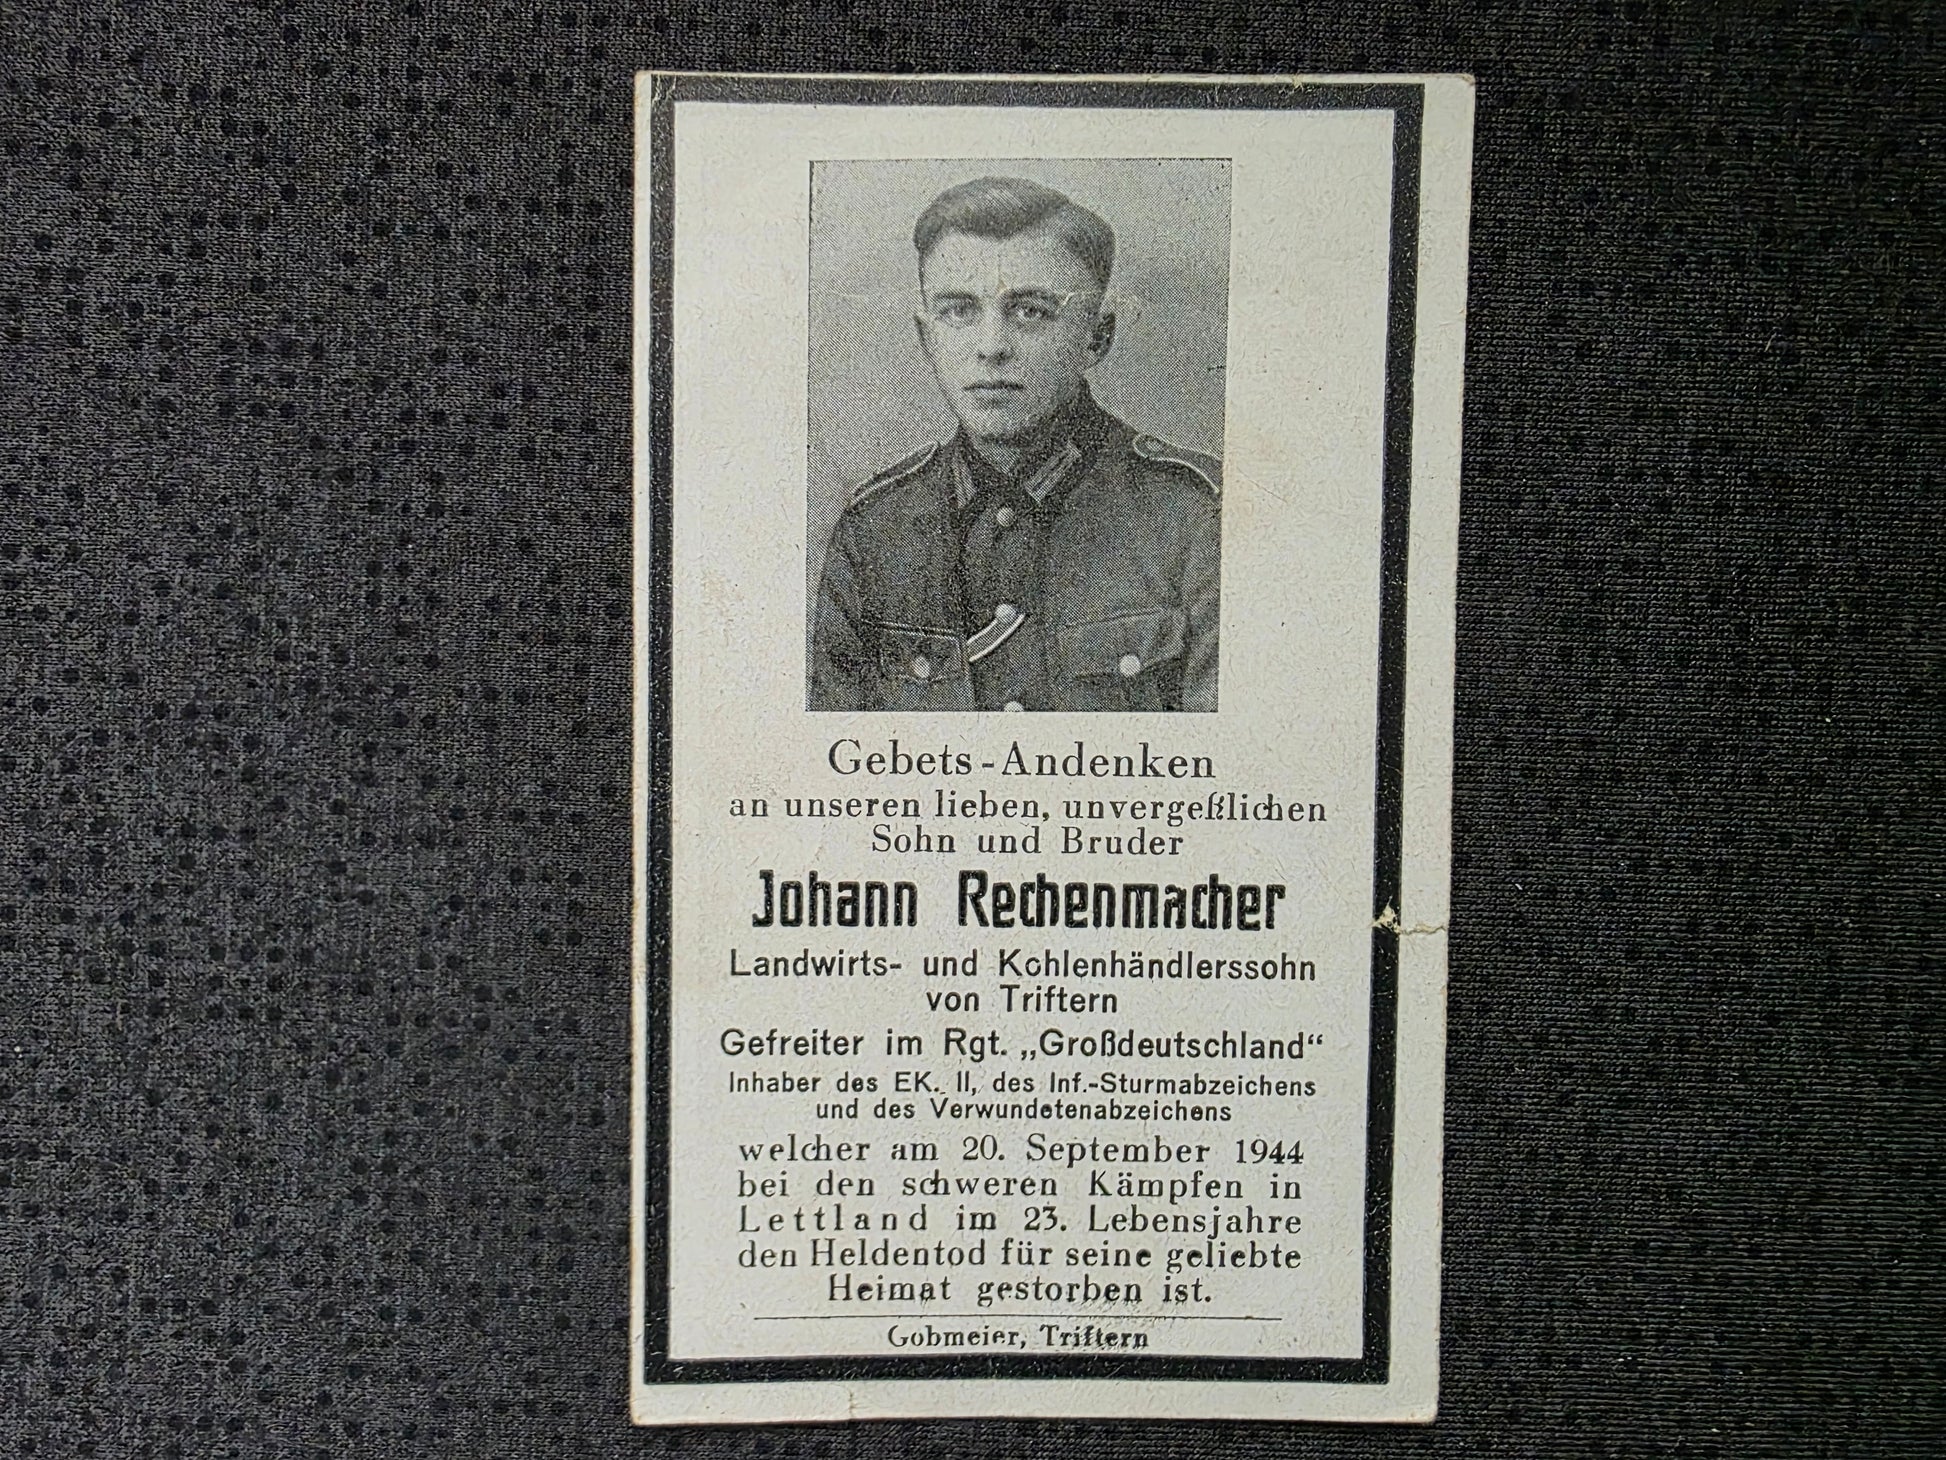 Gebets-Andenken
an unseren lieben, unvergeßlichen
Sohn und Bruder
Johann Rechenmacher
Landwirts- und Kohlenhändlerssohn
von Triftern
Gefreiter im Rgt. „Großdeutschland“
Inhaber des EK. II, des Inf.-Sturmabzeichens
und des Verwundetenabzeichens
welcher am 20. September 1944
bei den schweren Kämpfen in
Lettland im 23. Lebensjahre
den Heldentod für seine geliebte
Heimat gestorben ist.
Gobmeier, Triftern